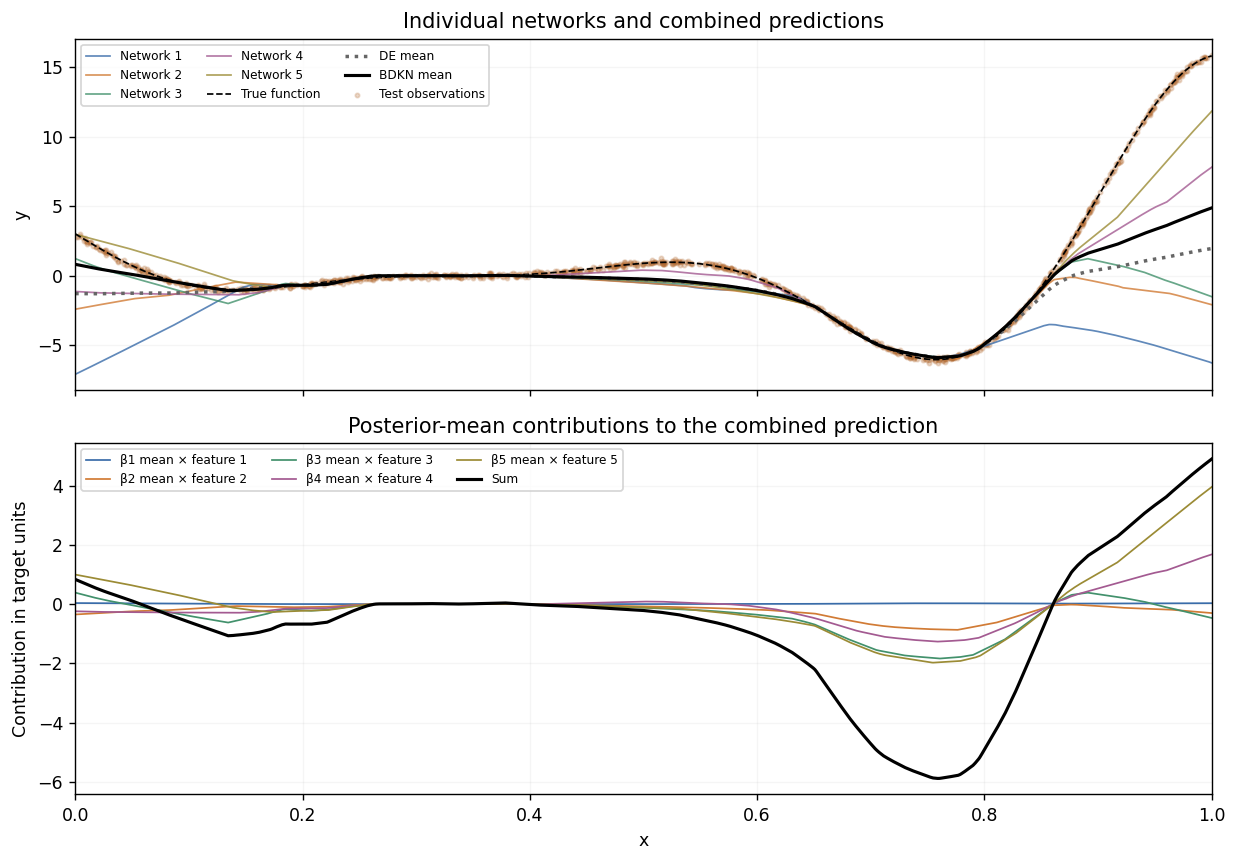 Individual networks and combined predictions
Network 1 Network 4 DE mean
Network 2 Network 5 BDKN mean
Network 3 True function Test observations
15
10
5
0
−5
y
Posterior-mean contributions to the combined prediction
β1 mean × feature 1 β3 mean × feature 3 β5 mean × feature 5
β2 mean × feature 2 β4 mean × feature 4 Sum
4
2
0
−2
−4
−6
Contribution in target units
0.0 0.2 0.4 0.6 0.8 1.0
x